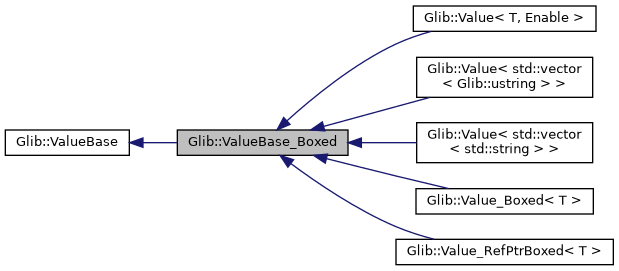 Glib::Value< T, Enable >
Glib::Value< std::vector
< Glib::ustring > >
Glib::ValueBase
Glib::ValueBase_Boxed
Glib::Value< std::vector
< std::string > >
Glib::Value_Boxed< T >
Glib::Value_RefPtrBoxed< T >